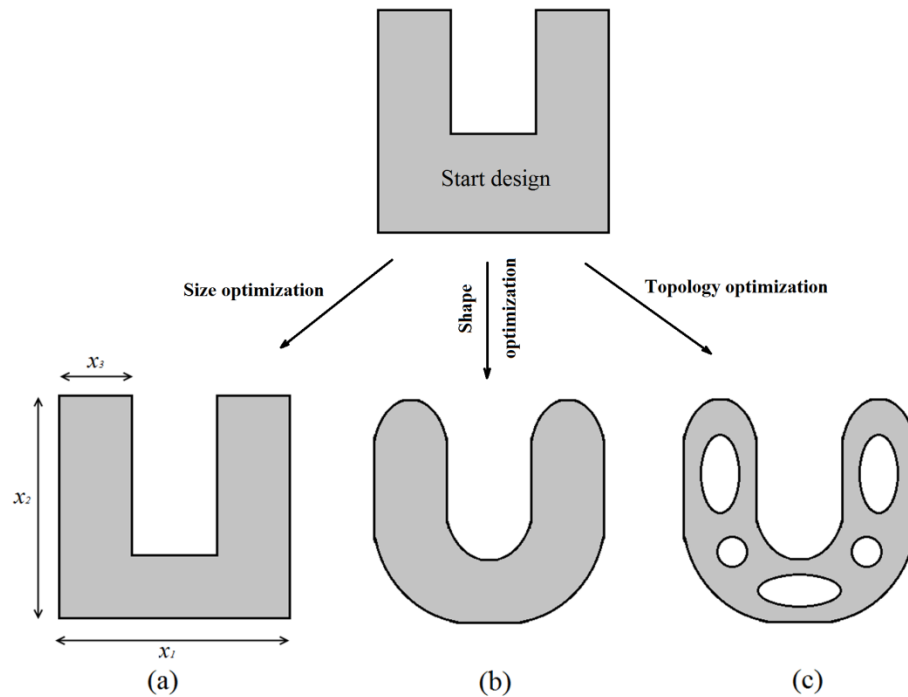 Start design
Size optimization
Shape
optimization
Topology optimization
x₃
x₂
x₁
(a)
(b)
(c)